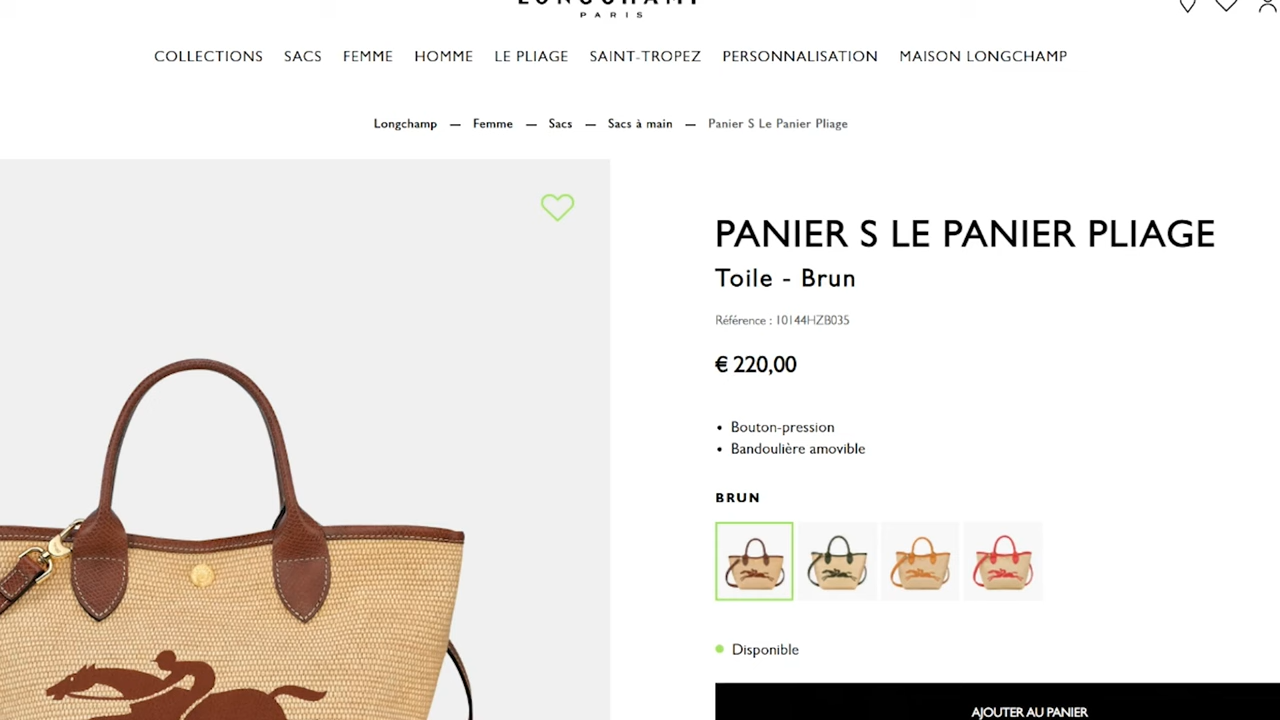 LONGCHAMP
PARIS
COLLECTIONS SACS FEMME HOMME LE PLIAGE SAINT-TROPEZ PERSONNALISATION MAISON LONGCHAMP
Longchamp — Femme — Sacs — Sacs à main — Panier S Le Panier Pliage
PANIER S LE PANIER PLIAGE
Toile - Brun
Référence : 10144HZB035
€ 220,00
• Bouton-pression
• Bandoulière amovible
BRUN
Disponible
AJOUTER AU PANIER